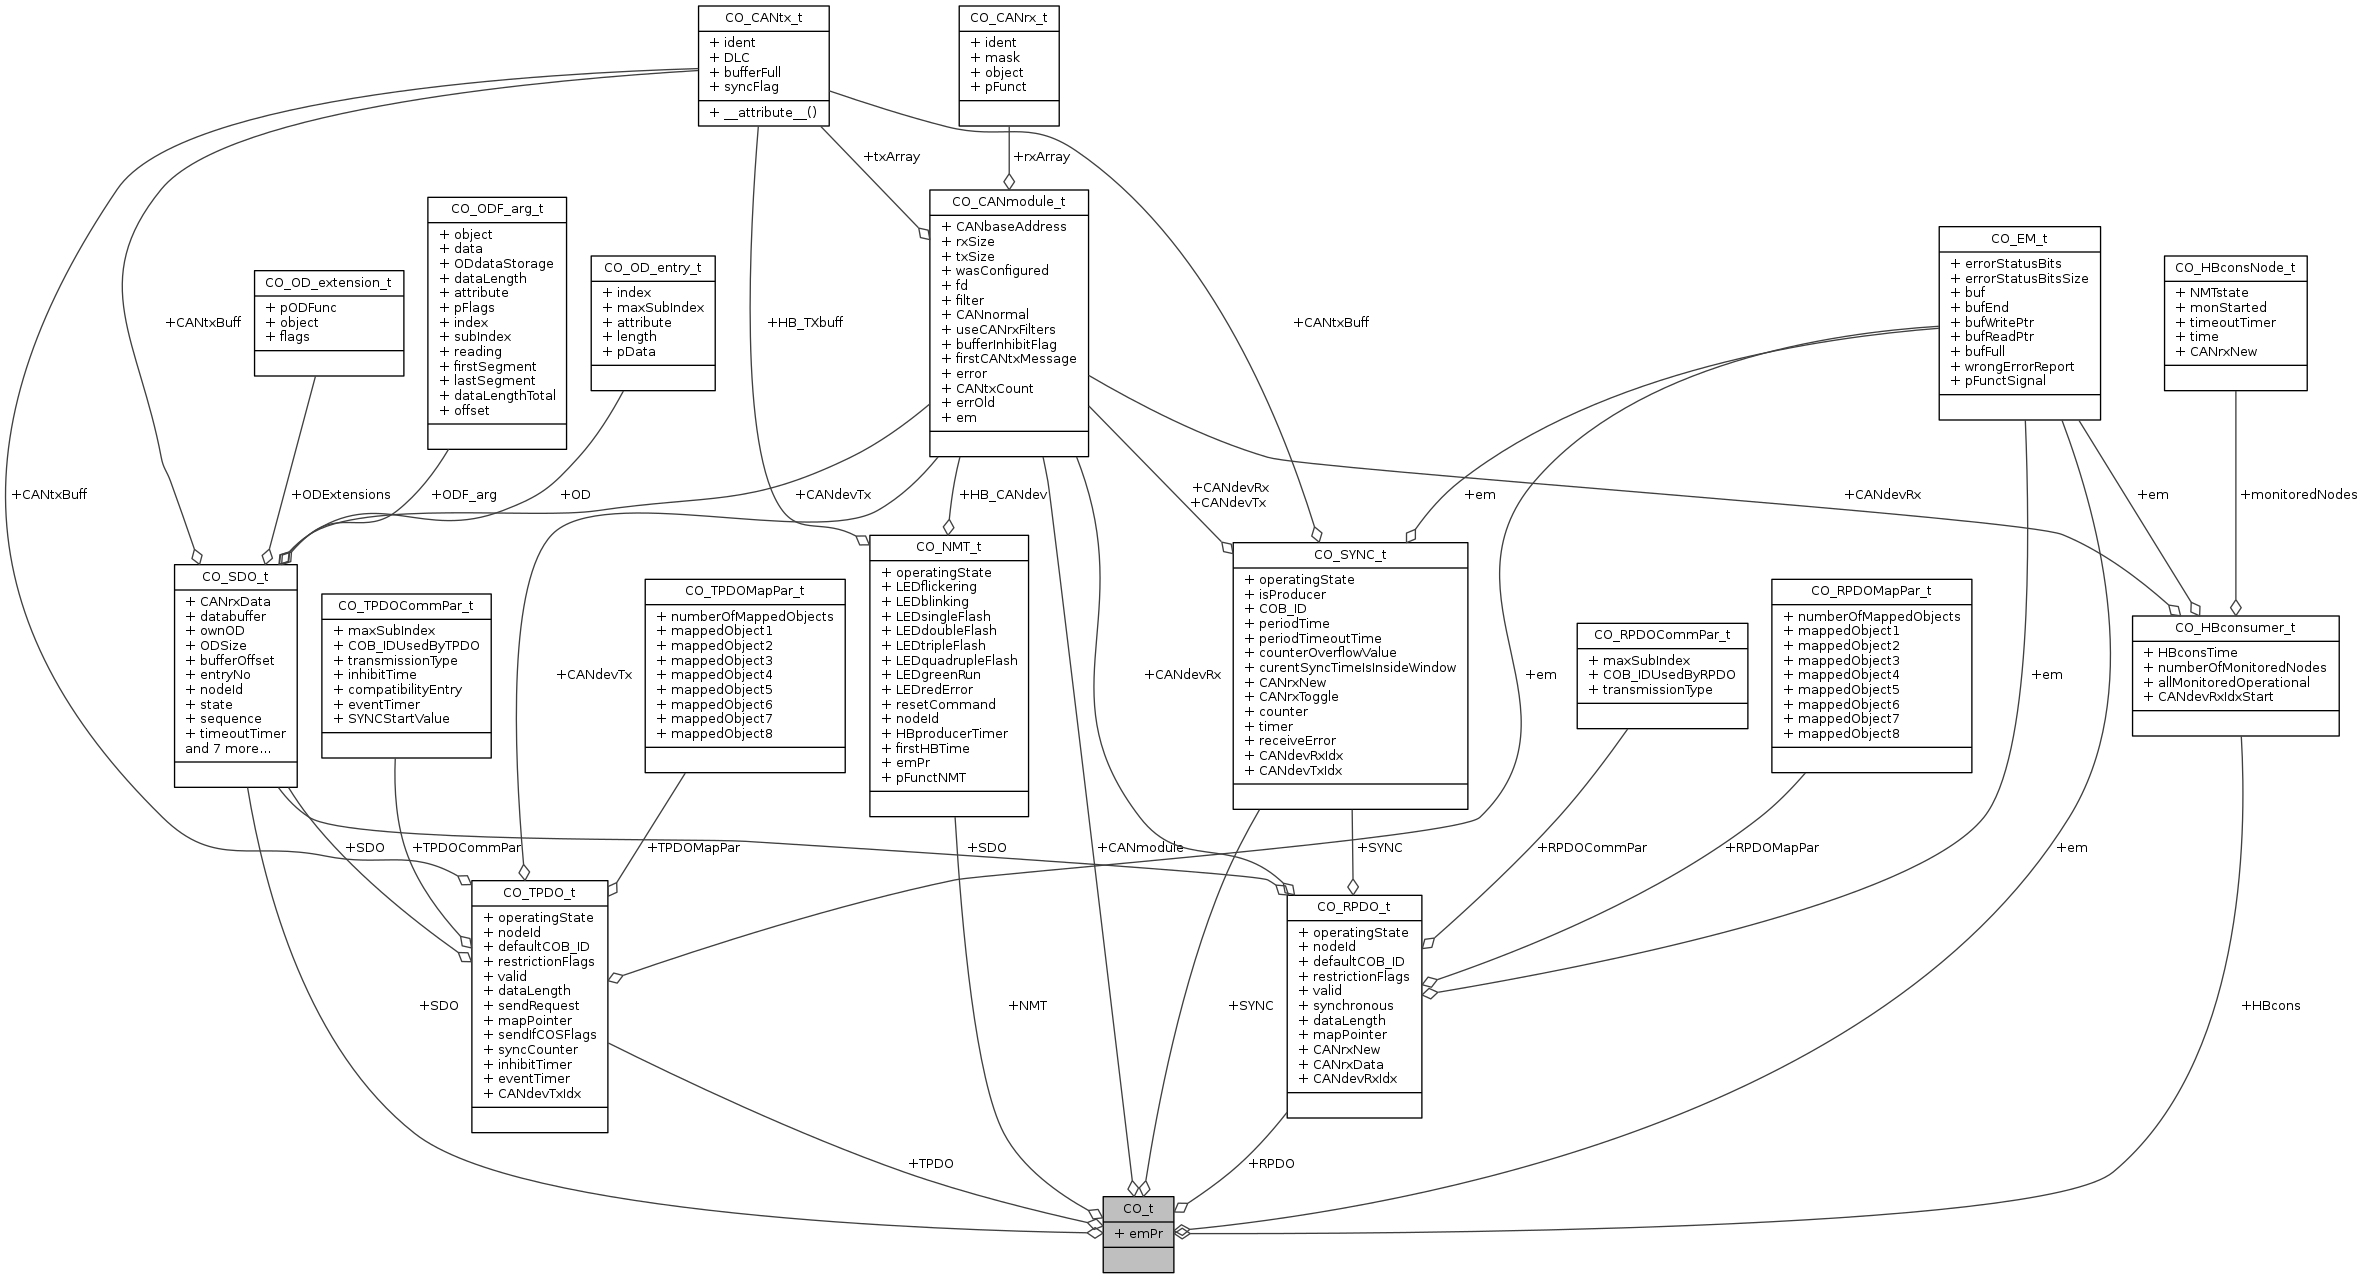 CO_CANtx_t
+ ident
+ DLC
+ bufferFull
+ syncFlag
+ __attribute__()
CO_CANrx_t
+ ident
+ mask
+ object
+ pFunct
+txArray
+rxArray
CO_CANmodule_t
+ CANbaseAddress
+ rxSize
+ txSize
+ wasConfigured
+ fd
+ filter
+ CANnormal
+ useCANrxFilters
+ bufferInhibitFlag
+ firstCANtxMessage
+ error
+ CANtxCount
+ errOld
+ em
CO_ODF_arg_t
+ object
+ data
+ ODdataStorage
+ dataLength
+ attribute
+ pFlags
+ index
+ subIndex
+ reading
+ firstSegment
+ lastSegment
+ dataLengthTotal
+ offset
CO_OD_extension_t
+ pODFunc
+ object
+ flags
CO_OD_entry_t
+ index
+ maxSubIndex
+ attribute
+ length
+ pData
CO_EM_t
+ errorStatusBits
+ errorStatusBitsSize
+ buf
+ bufEnd
+ bufWritePtr
+ bufReadPtr
+ bufFull
+ wrongErrorReport
+ pFunctSignal
CO_HBconsNode_t
+ NMTstate
+ monStarted
+ timeoutTimer
+ time
+ CANrxNew
+CANtxBuff
+HB_TXbuff
+CANtxBuff
+CANtxBuff
+ODExtensions
+ODF_arg
+OD
+CANdevTx
+HB_CANdev
+CANdevRx
+CANdevTx
+em
+CANdevRx
+em
+monitoredNodes
CO_SDO_t
+ CANrxData
+ databuffer
+ ownOD
+ ODSize
+ bufferOffset
+ entryNo
+ nodeId
+ state
+ sequence
+ timeoutTimer
and 7 more...
CO_TPDOCommPar_t
+ maxSubIndex
+ COB_IDUsedByTPDO
+ transmissionType
+ inhibitTime
+ compatibilityEntry
+ eventTimer
+ SYNCStartValue
+CANdevTx
CO_TPDOMapPar_t
+ numberOfMappedObjects
+ mappedObject1
+ mappedObject2
+ mappedObject3
+ mappedObject4
+ mappedObject5
+ mappedObject6
+ mappedObject7
+ mappedObject8
CO_NMT_t
+ operatingState
+ LEDflickering
+ LEDblinking
+ LEDsingleFlash
+ LEDdoubleFlash
+ LEDtripleFlash
+ LEDquadrupleFlash
+ LEDgreenRun
+ LEDredError
+ resetCommand
+ nodeId
+ HBproducerTimer
+ firstHBTime
+ emPr
+ pFunctNMT
+CANdevRx
CO_SYNC_t
+ operatingState
+ isProducer
+ COB_ID
+ periodTime
+ periodTimeoutTime
+ counterOverflowValue
+ curentSyncTimeIsInsideWindow
+ CANrxNew
+ CANrxToggle
+ counter
+ timer
+ receiveError
+ CANdevRxIdx
+ CANdevTxIdx
+em
CO_RPDOCommPar_t
+ maxSubIndex
+ COB_IDUsedByRPDO
+ transmissionType
CO_RPDOMapPar_t
+ numberOfMappedObjects
+ mappedObject1
+ mappedObject2
+ mappedObject3
+ mappedObject4
+ mappedObject5
+ mappedObject6
+ mappedObject7
+ mappedObject8
+em
CO_HBconsumer_t
+ HBconsTime
+ numberOfMonitoredNodes
+ allMonitoredOperational
+ CANdevRxIdxStart
+SDO
+TPDOCommPar
+TPDOMapPar
+SDO
+CANmodule
+SYNC
+RPDOCommPar
+RPDOMapPar
+em
CO_TPDO_t
+ operatingState
+ nodeId
+ defaultCOB_ID
+ restrictionFlags
+ valid
+ dataLength
+ sendRequest
+ mapPointer
+ sendIfCOSFlags
+ syncCounter
+ inhibitTimer
+ eventTimer
+ CANdevTxIdx
CO_RPDO_t
+ operatingState
+ nodeId
+ defaultCOB_ID
+ restrictionFlags
+ valid
+ synchronous
+ dataLength
+ mapPointer
+ CANrxNew
+ CANrxData
+ CANdevRxIdx
+SDO
+NMT
+SYNC
+HBcons
+TPDO
+RPDO
CO_t
+ emPr